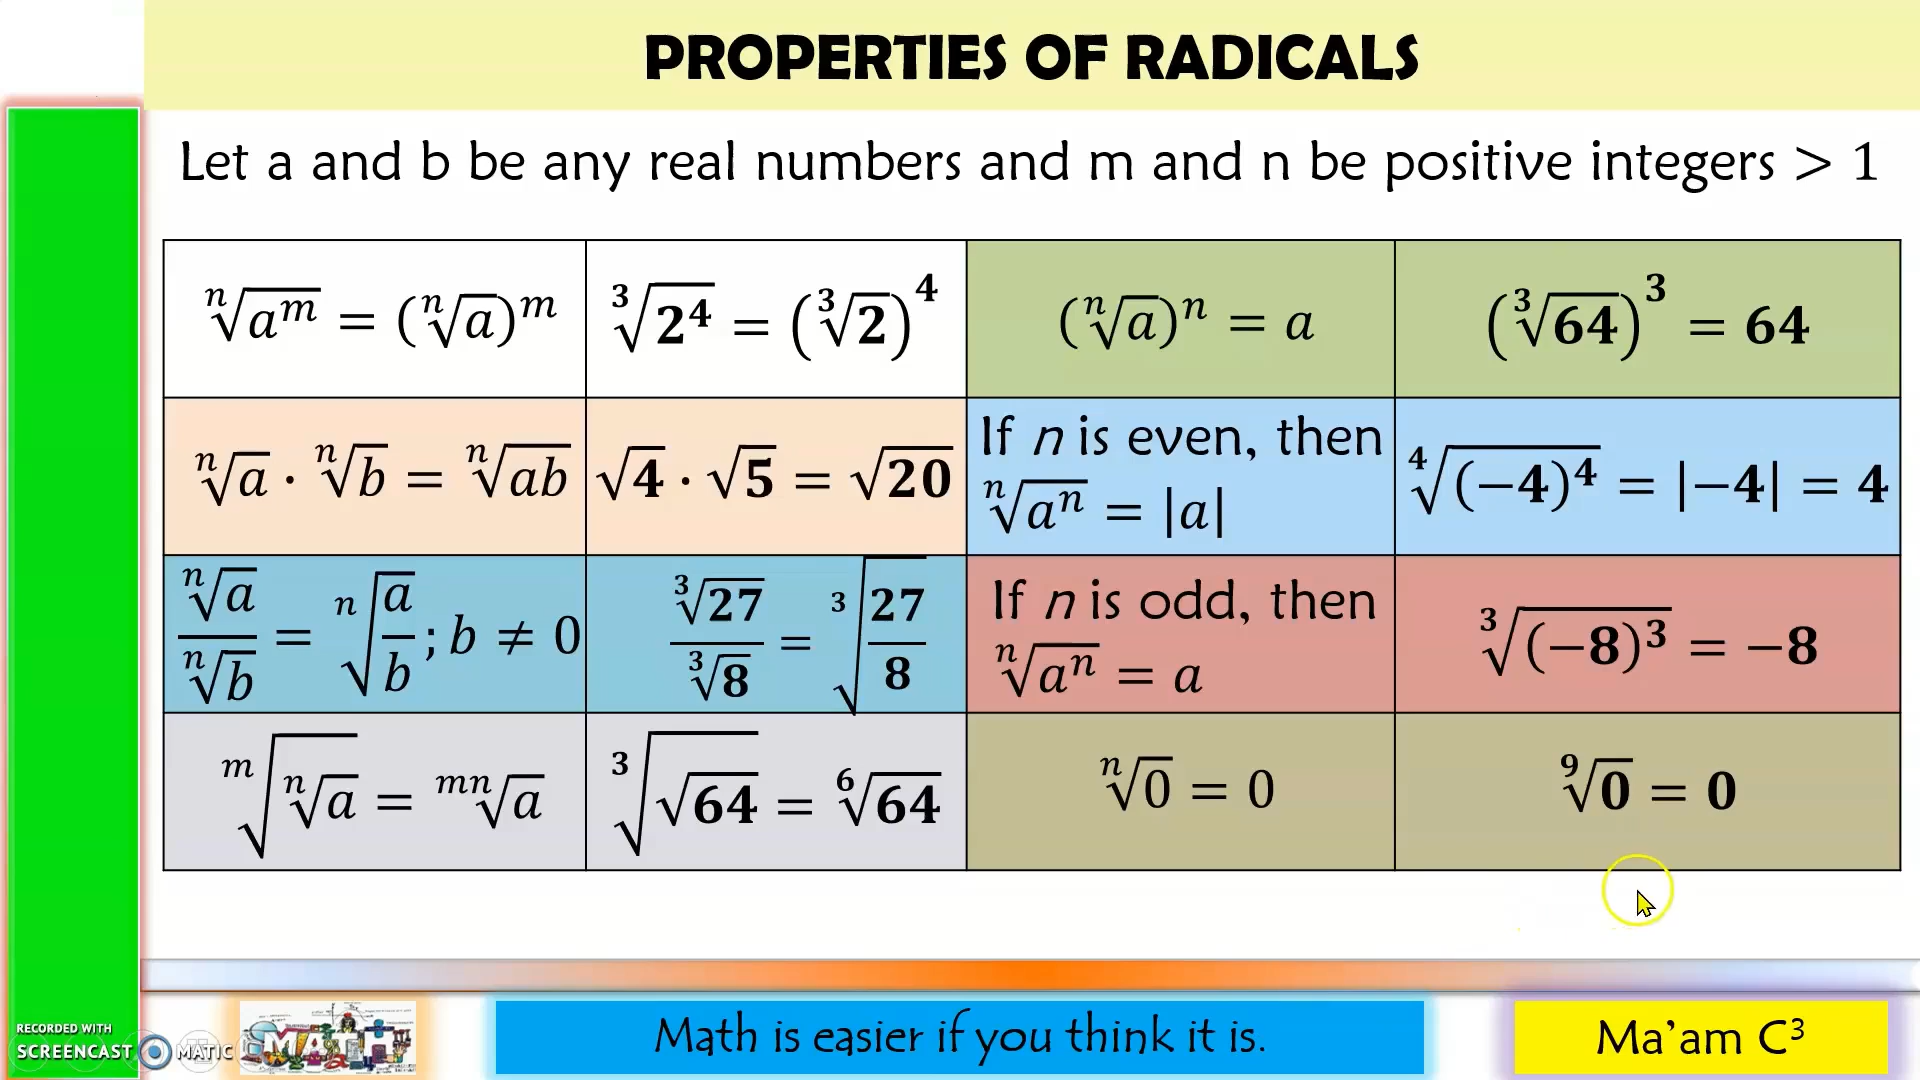 PROPERTIES OF RADICALS
Let a and b be any real numbers and m and n be positive integers > 1
ⁿ√(aᵐ) = (ⁿ√a)ᵐ
³√(2⁴) = (³√2)⁴
(ⁿ√a)ⁿ = a
(³√64)³ = 64
ⁿ√a · ⁿ√b = ⁿ√(ab)
√4 · √5 = √20
If n is even, then
ⁿ√(aⁿ) = |a|
⁴√((−4)⁴) = |−4| = 4
ⁿ√a / ⁿ√b = ⁿ√(a/b) ; b ≠ 0
³√27 / ³√8 = ³√(27/8)
If n is odd, then
ⁿ√(aⁿ) = a
³√((−8)³) = −8
ᵐ√(ⁿ√a) = ᵐⁿ√a
³√(√64) = ⁶√64
ⁿ√0 = 0
⁹√0 = 0
RECORDED WITH
SCREENCAST MATIC
MATH
Math is easier if you think it is.
Ma'am C³